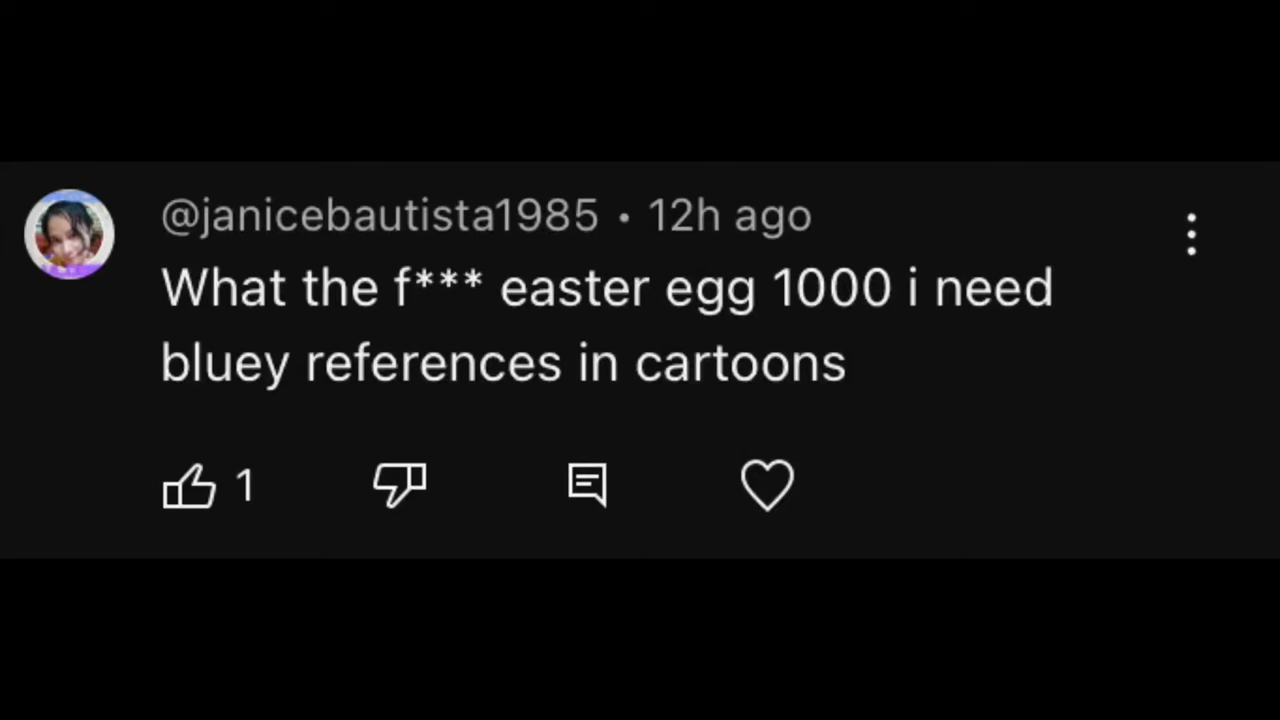 @janicebautista1985 • 12h ago
What the f*** easter egg 1000 i need
bluey references in cartoons
1